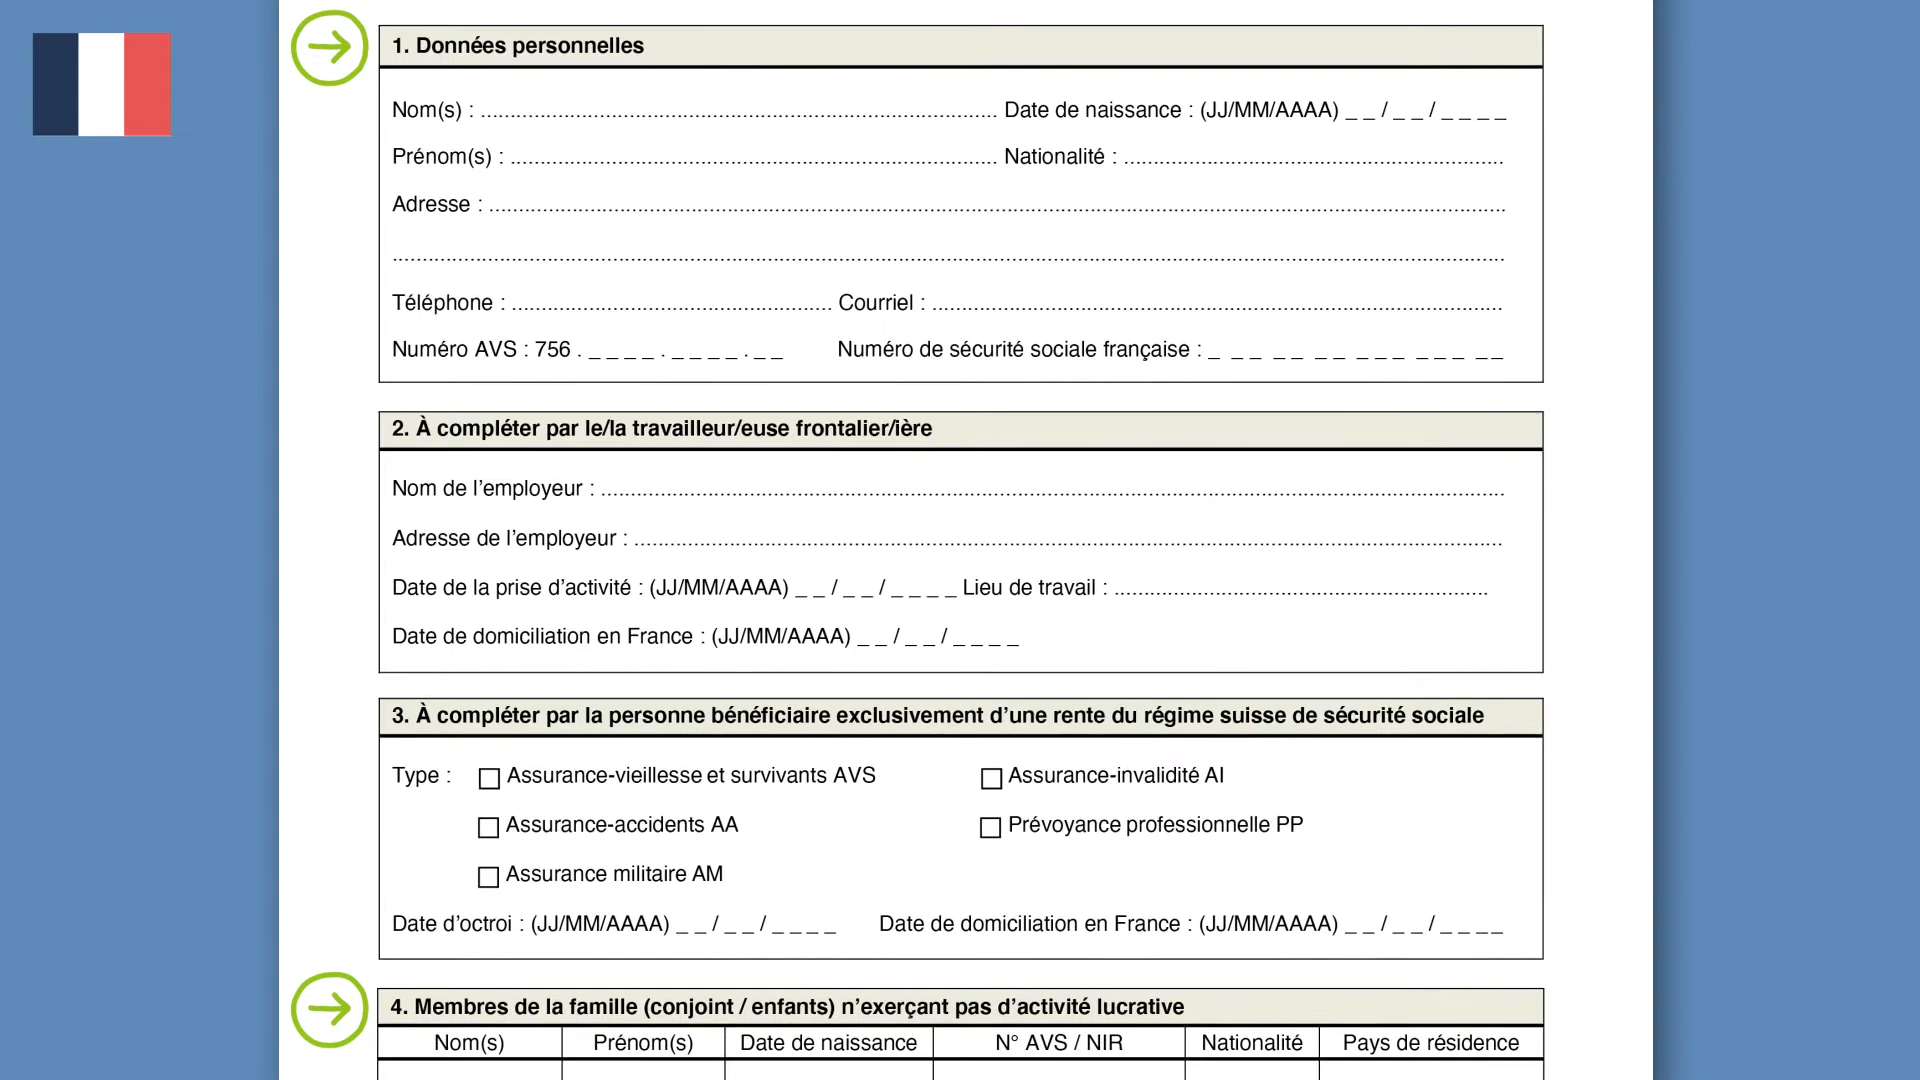 1. Données personnelles
Nom(s) : ........................................ Date de naissance : (JJ/MM/AAAA) _ _ / _ _ / _ _ _ _
Prénom(s) : ........................................ Nationalité : ........................................
Adresse : ........................................
........................................
Téléphone : ........................................ Courriel : ........................................
Numéro AVS : 756 . _ _ _ _ . _ _ _ _ . _ _ Numéro de sécurité sociale française : _ _ _ _ _ _ _ _ _ _ _ _ _ _ _
2. À compléter par le/la travailleur/euse frontalier/ière
Nom de l’employeur : ........................................
Adresse de l’employeur : ........................................
Date de la prise d’activité : (JJ/MM/AAAA) _ _ / _ _ / _ _ _ _ Lieu de travail : ........................................
Date de domiciliation en France : (JJ/MM/AAAA) _ _ / _ _ / _ _ _ _
3. À compléter par la personne bénéficiaire exclusivement d’une rente du régime suisse de sécurité sociale
Type : Assurance-vieillesse et survivants AVS Assurance-invalidité AI
Assurance-accidents AA Prévoyance professionnelle PP
Assurance militaire AM
Date d’octroi : (JJ/MM/AAAA) _ _ / _ _ / _ _ _ _ Date de domiciliation en France : (JJ/MM/AAAA) _ _ / _ _ / _ _ _ _
4. Membres de la famille (conjoint / enfants) n’exerçant pas d’activité lucrative
Nom(s) Prénom(s) Date de naissance N° AVS / NIR Nationalité Pays de résidence